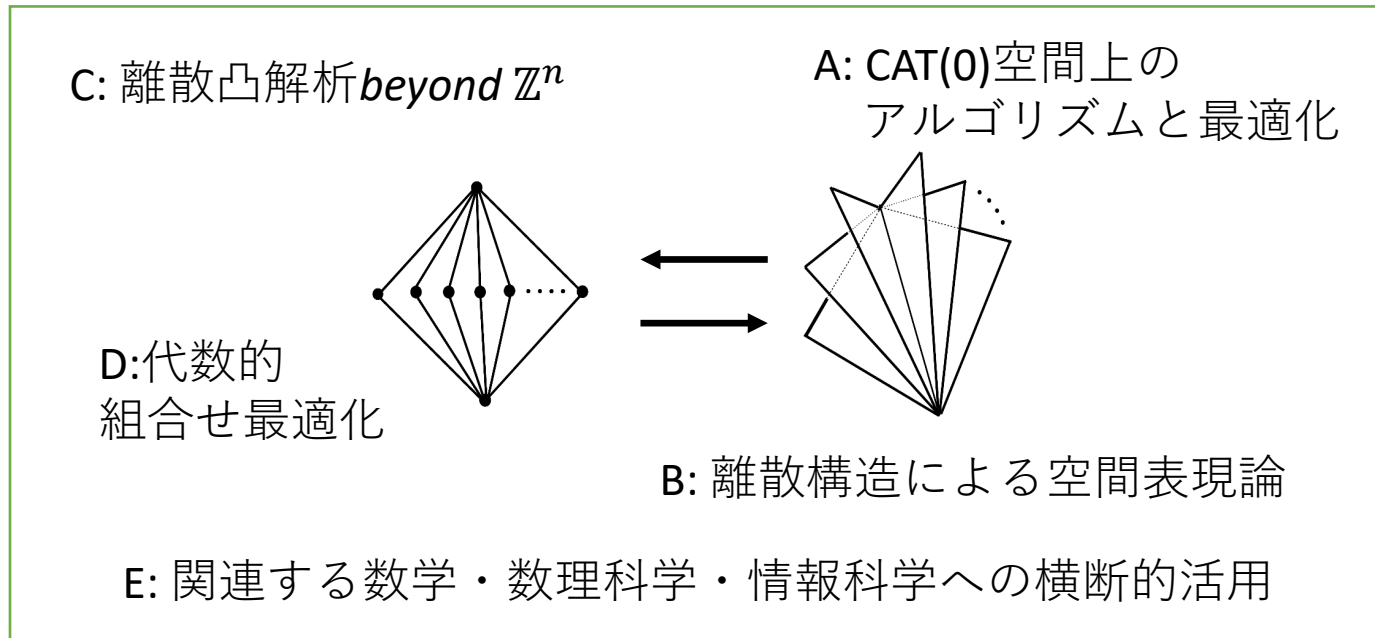 C: 離散凸解析beyond ℤⁿ
A: CAT(0)空間上の
アルゴリズムと最適化
D:代数的
組合せ最適化
B: 離散構造による空間表現論
E: 関連する数学・数理科学・情報科学への横断的活用